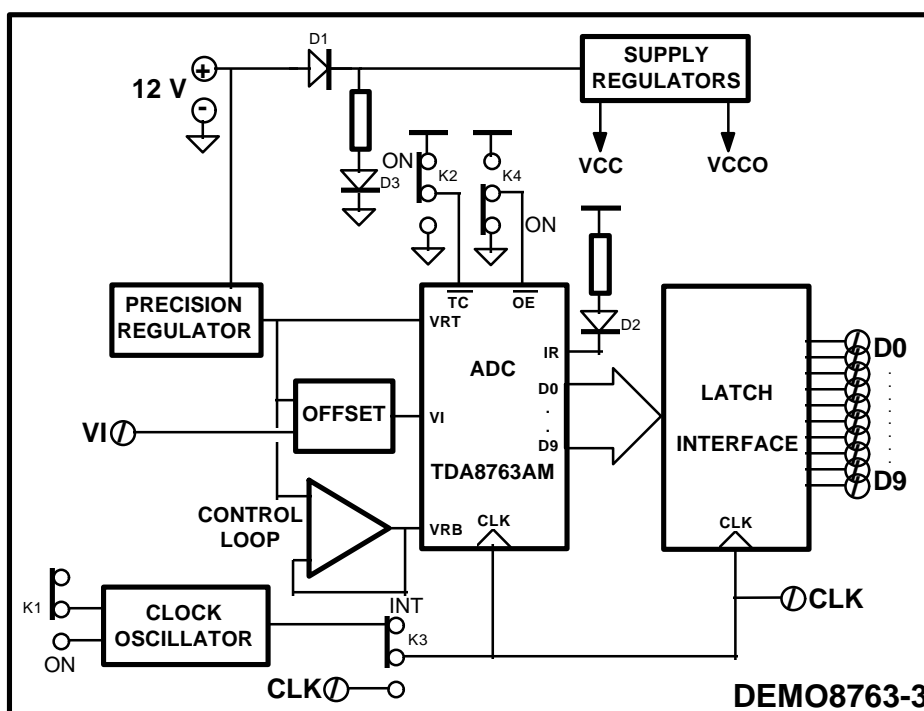 D1
SUPPLY
REGULATORS
12 V
+
-
VCC
VCCO
ON
K2
K4
D3
ON
PRECISION
REGULATOR
TC
OE
D2
VRT
IR
ADC
D0
D0
LATCH
OFFSET
VI
VI
.
.
INTERFACE
D9
D9
TDA8763AM
CONTROL
LOOP
VRB
CLK
CLK
K1
CLOCK
OSCILLATOR
INT
K3
CLK
ON
CLK
DEMO8763-3